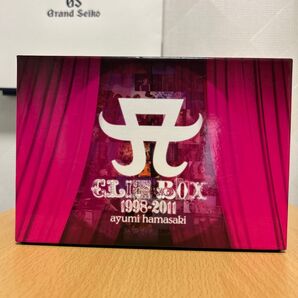 GS
Grand Seiko
A
CLIP BOX
1998-2011
ayumi hamasaki